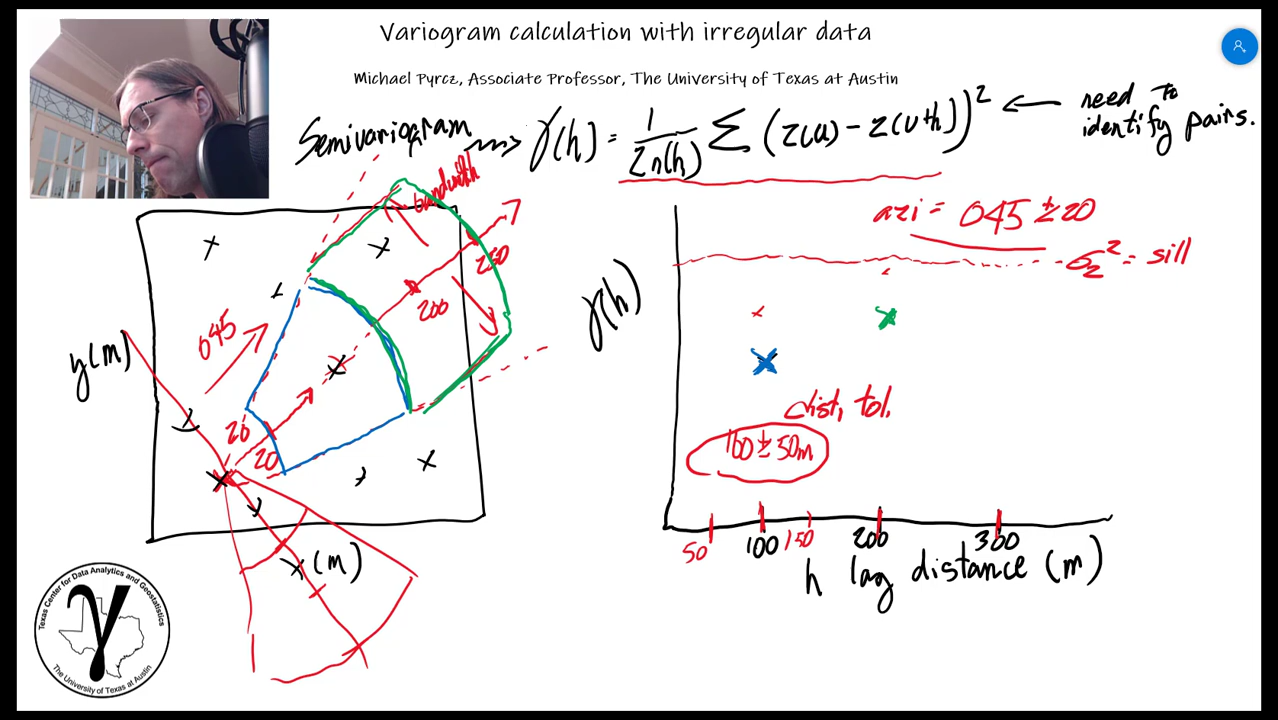 Variogram calculation with irregular data
Michael Pyrcz, Associate Professor, The University of Texas at Austin
Semivariogram → γ(h) = 1/2n(h) Σ (z(u) - z(u+h))² ← need to identify pairs.
bandwith
azi = 045 ± 20
σz² = sill
250
200
045
y(m)
γ(h)
20
20
dist, tol.
100 ± 50m
50 100 150 200 300
x(m)
h lag distance (m)
Texas Center for Data Analytics and Geostatistics
γ
The University of Texas at Austin